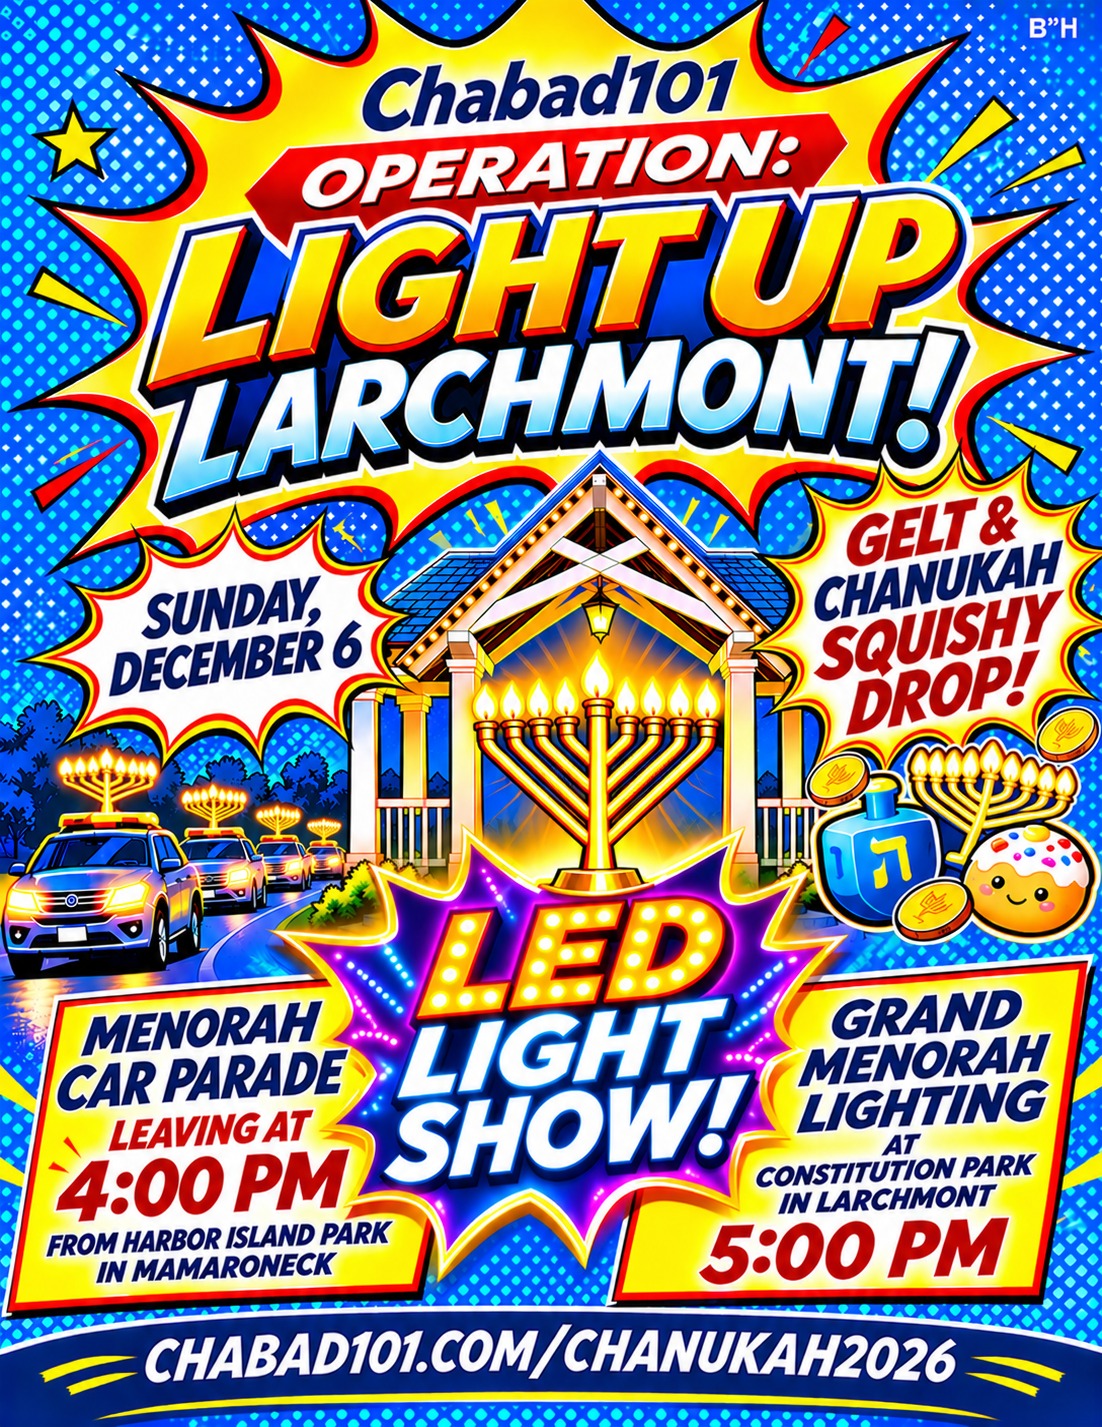 B"H
Chabad101
OPERATION:
LIGHT UP
LARCHMONT!
SUNDAY,
DECEMBER 6
GELT &
CHANUKAH
SQUISHY
DROP!
ה
LED
LIGHT
SHOW!
MENORAH
CAR PARADE
LEAVING AT
4:00 PM
FROM HARBOR ISLAND PARK
IN MAMARONECK
GRAND
MENORAH
LIGHTING
AT
CONSTITUTION PARK
IN LARCHMONT
5:00 PM
CHABAD101.COM/CHANUKAH2026